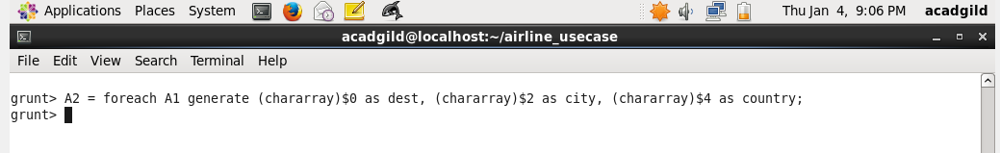 Applications Places System Thu Jan 4, 9:06 PM acadgild
acadgild@localhost:~/airline_usecase
File Edit View Search Terminal Help
grunt> A2 = foreach A1 generate (chararray)$0 as dest, (chararray)$2 as city, (chararray)$4 as country;
grunt>